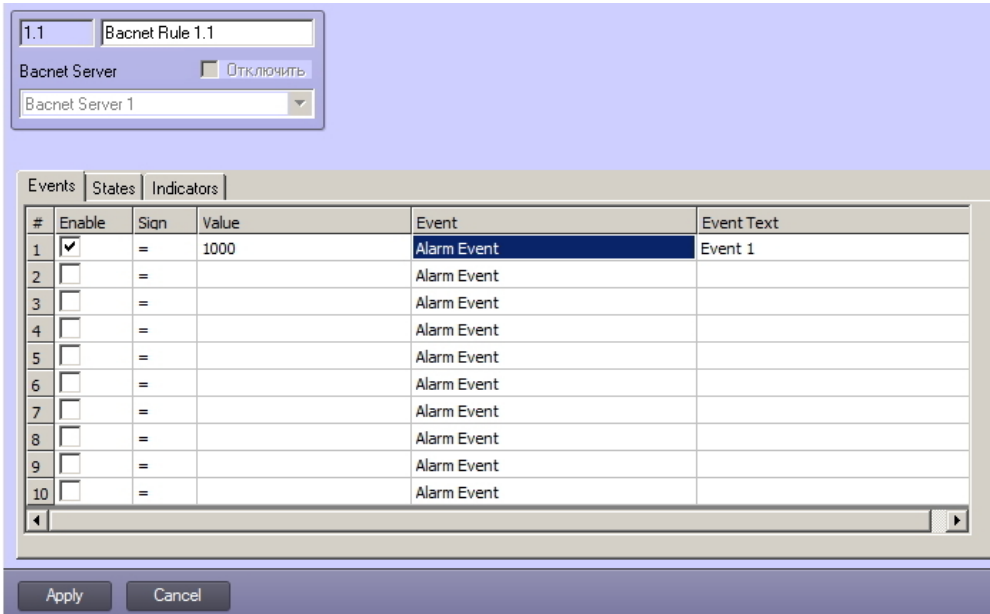 1.1 Bacnet Rule 1.1
Bacnet Server Отключить
Bacnet Server 1
Events States Indicators
# Enable Sign Value Event Event Text
1 = 1000 Alarm Event Event 1
2 = Alarm Event
3 = Alarm Event
4 = Alarm Event
5 = Alarm Event
6 = Alarm Event
7 = Alarm Event
8 = Alarm Event
9 = Alarm Event
10 = Alarm Event
Apply Cancel